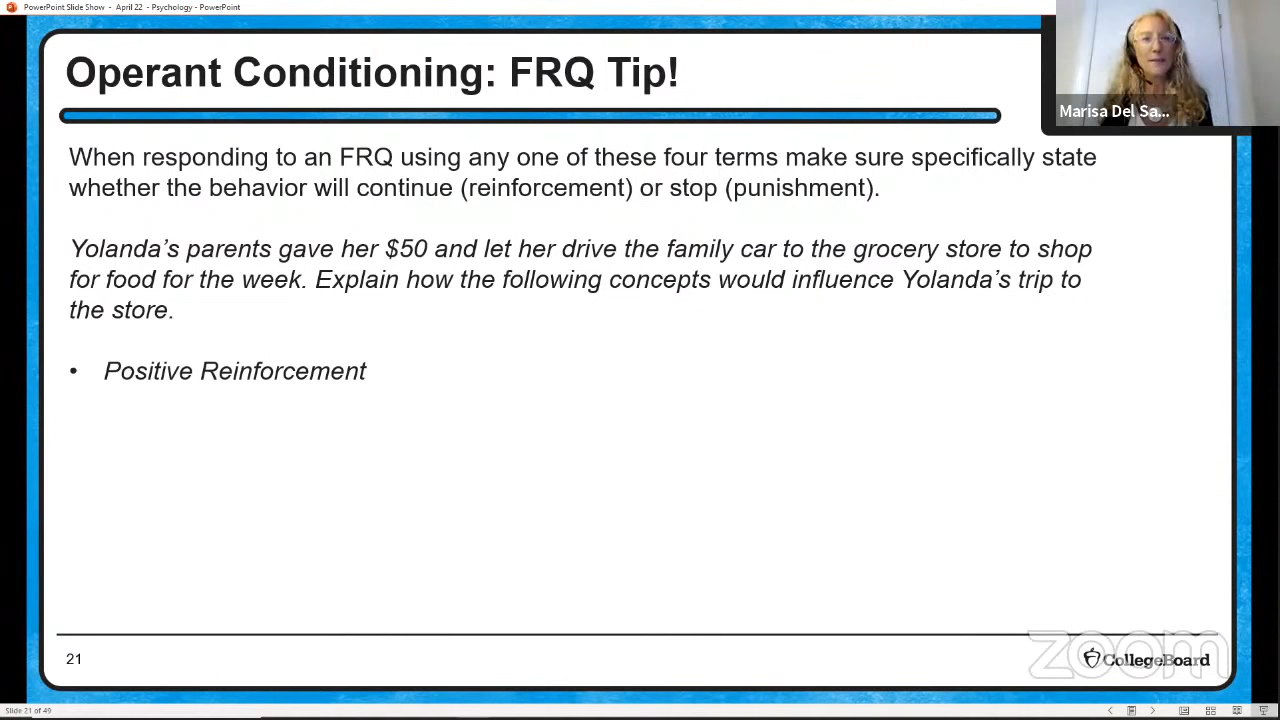 PowerPoint Slide Show - April 22 - Psychology - PowerPoint
Operant Conditioning: FRQ Tip!
Marisa Del Sa...
When responding to an FRQ using any one of these four terms make sure specifically state
whether the behavior will continue (reinforcement) or stop (punishment).
Yolanda’s parents gave her $50 and let her drive the family car to the grocery store to shop
for food for the week. Explain how the following concepts would influence Yolanda’s trip to
the store.
• Positive Reinforcement
21
zoom
CollegeBoard
Slide 21 of 49